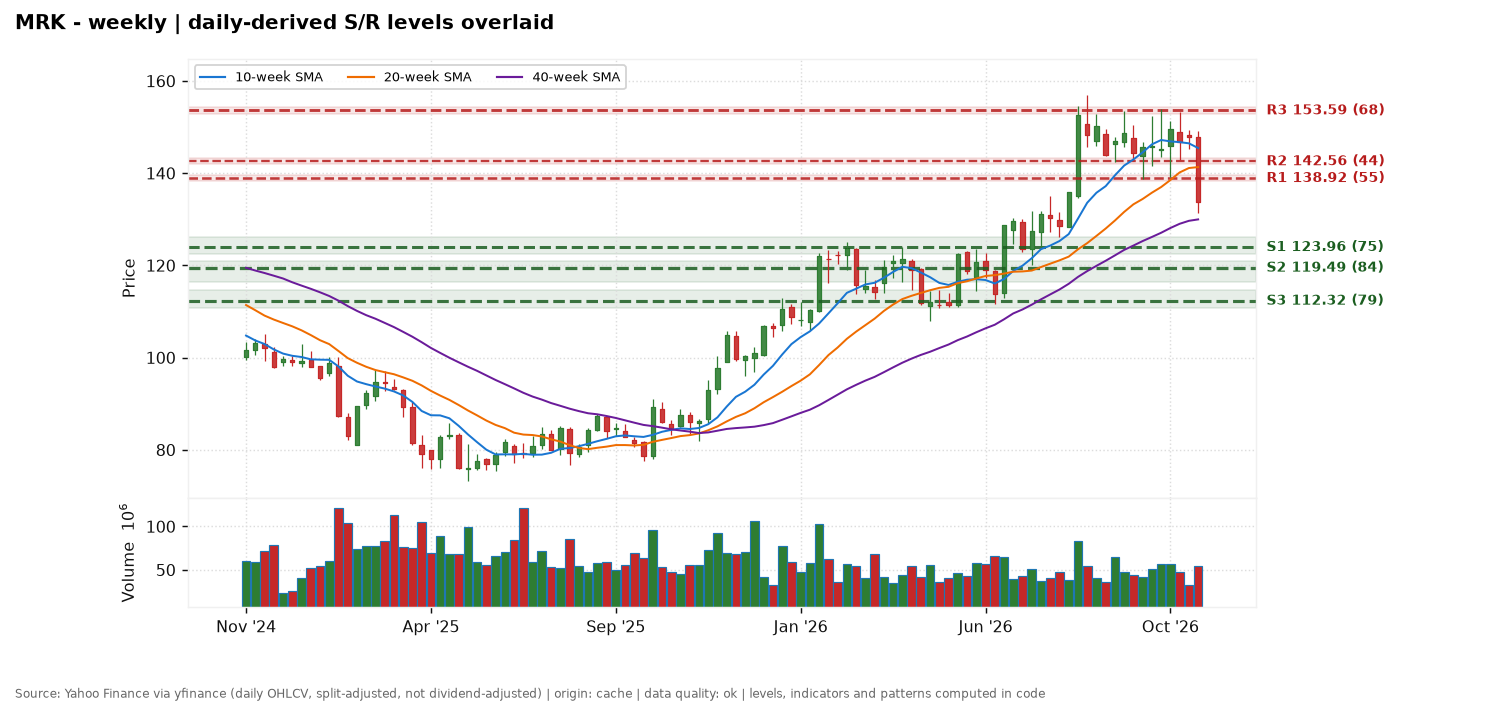 MRK - weekly | daily-derived S/R levels overlaid
10-week SMA
20-week SMA
40-week SMA
160
140
120
100
80
Price
R3 153.59 (68)
R2 142.56 (44)
R1 138.92 (55)
S1 123.96 (75)
S2 119.49 (84)
S3 112.32 (79)
100
50
Volume 10⁶
Nov '24
Apr '25
Sep '25
Jan '26
Jun '26
Oct '26
Source: Yahoo Finance via yfinance (daily OHLCV, split-adjusted, not dividend-adjusted) | origin: cache | data quality: ok | levels, indicators and patterns computed in code